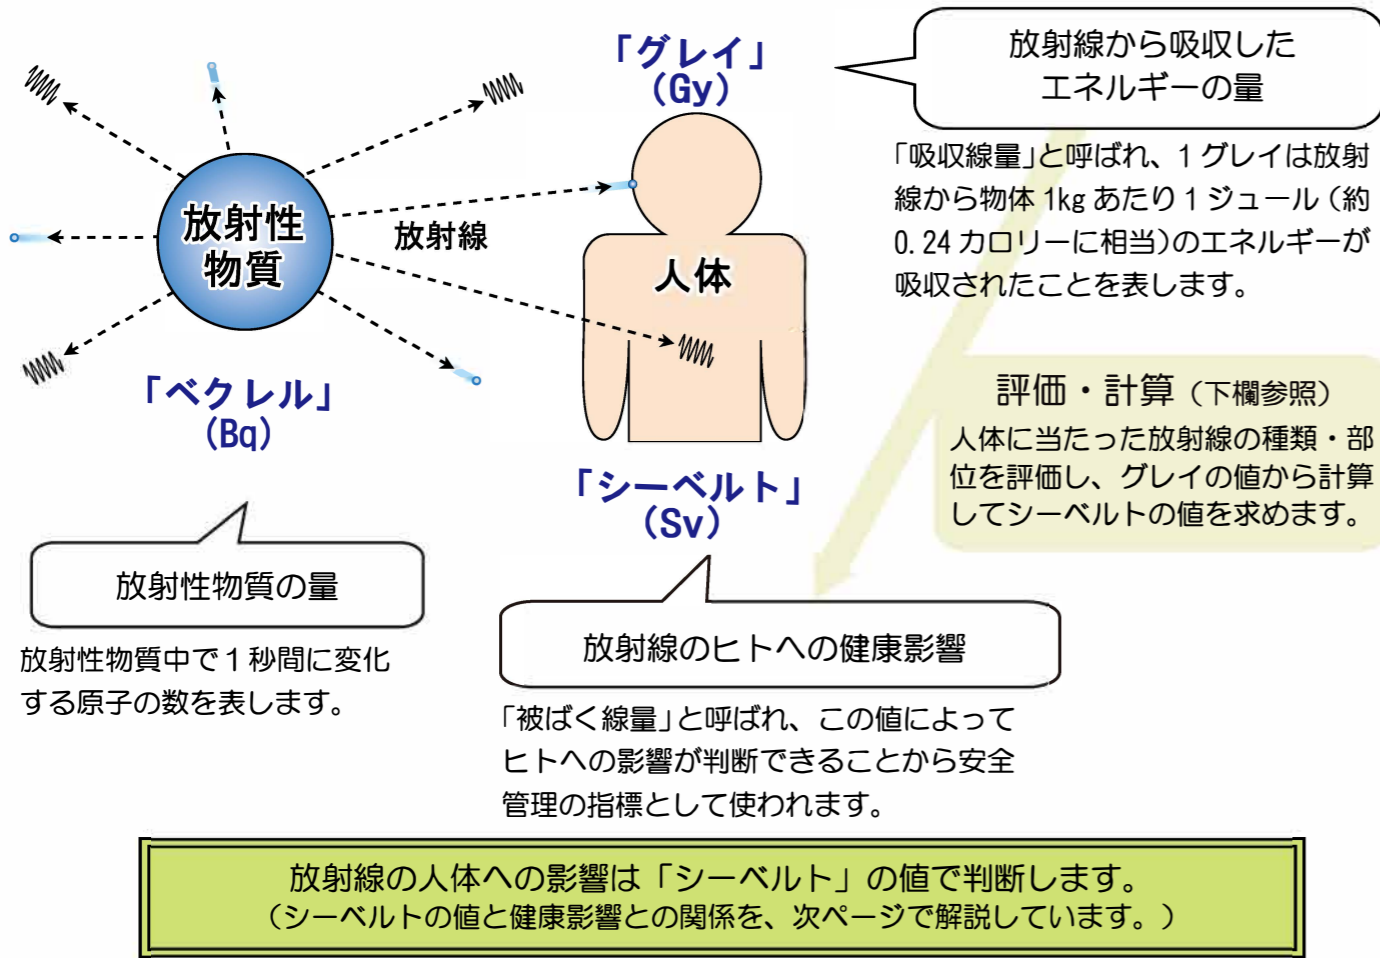 「グレイ」
(Gy)
放射線から吸収した
エネルギーの量
「吸収線量」と呼ばれ、1グレイは放射
線から物体1kgあたり1ジュール（約
0.24カロリーに相当）のエネルギーが
吸収されたことを表します。
放射性
物質
放射線
人体
「ベクレル」
(Bq)
評価・計算（下欄参照）
人体に当たった放射線の種類・部
位を評価し、グレイの値から計算
してシーベルトの値を求めます。
「シーベルト」
(Sv)
放射性物質の量
放射性物質中で1秒間に変化
する原子の数を表します。
放射線のヒトへの健康影響
「被ばく線量」と呼ばれ、この値によって
ヒトへの影響が判断できることから安全
管理の指標として使われます。
放射線の人体への影響は「シーベルト」の値で判断します。
（シーベルトの値と健康影響との関係を、次ページで解説しています。）